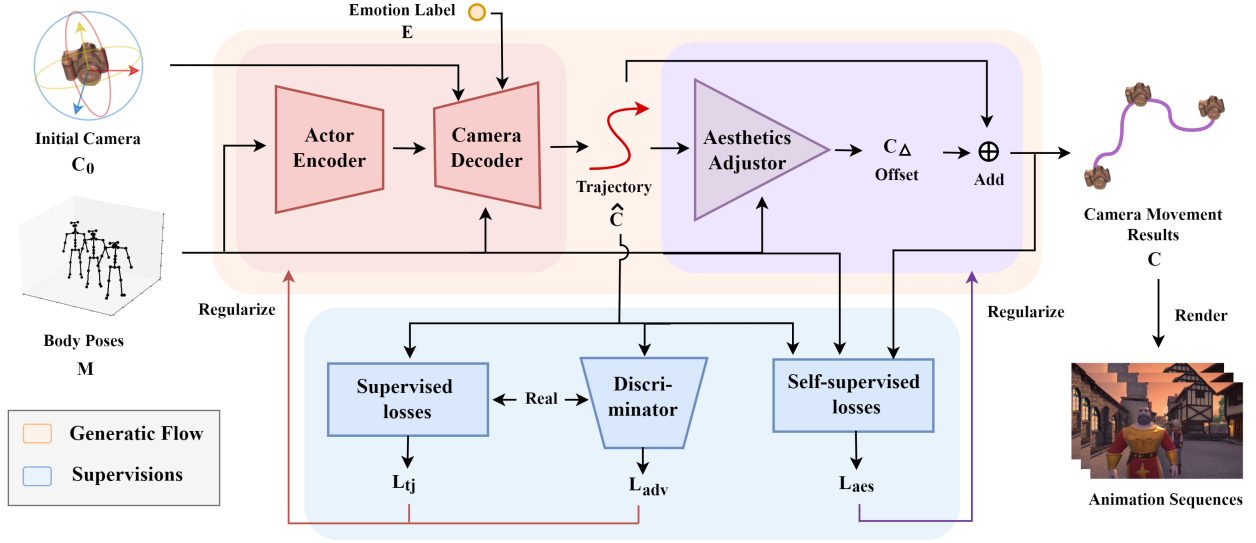 Emotion Label
E
Initial Camera
C0
Actor
Encoder
Camera
Decoder
Trajectory
Ĉ
Aesthetics
Adjustor
C△
Offset
Add
Camera Movement
Results
C
Render
Animation Sequences
Body Poses
M
Regularize
Regularize
Supervised
losses
Real
Discri-
minator
Self-supervised
losses
Ltj
Ladv
Laes
Generatic Flow
Supervisions